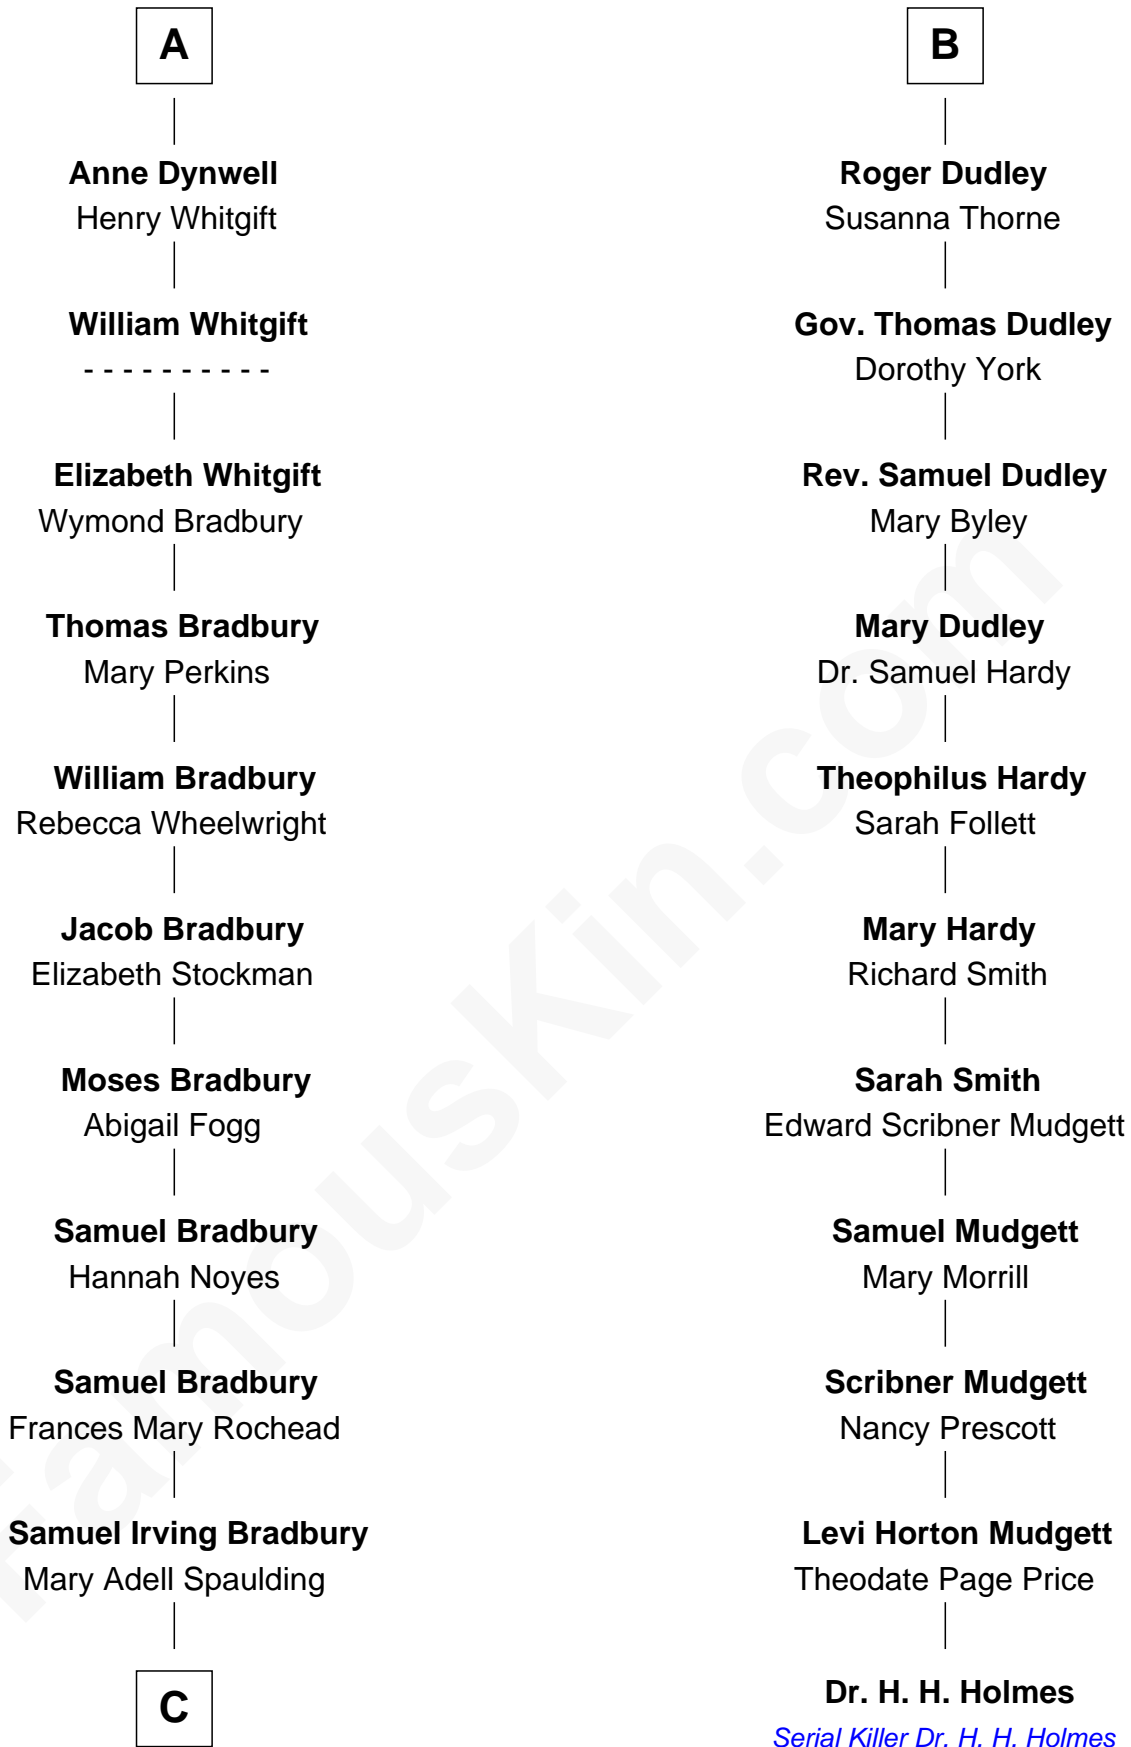 A
Anne Dynwell
Henry Whitgift
William Whitgift
- - - - - - - - - -
Elizabeth Whitgift
Wymond Bradbury
Thomas Bradbury
Mary Perkins
William Bradbury
Rebecca Wheelwright
Jacob Bradbury
Elizabeth Stockman
Moses Bradbury
Abigail Fogg
Samuel Bradbury
Hannah Noyes
Samuel Bradbury
Frances Mary Rochead
Samuel Irving Bradbury
Mary Adell Spaulding
C
B
Roger Dudley
Susanna Thorne
Gov. Thomas Dudley
Dorothy York
Rev. Samuel Dudley
Mary Byley
Mary Dudley
Dr. Samuel Hardy
Theophilus Hardy
Sarah Follett
Mary Hardy
Richard Smith
Sarah Smith
Edward Scribner Mudgett
Samuel Mudgett
Mary Morrill
Scribner Mudgett
Nancy Prescott
Levi Horton Mudgett
Theodate Page Price
Dr. H. H. Holmes
Serial Killer Dr. H. H. Holmes
FamousKin.com